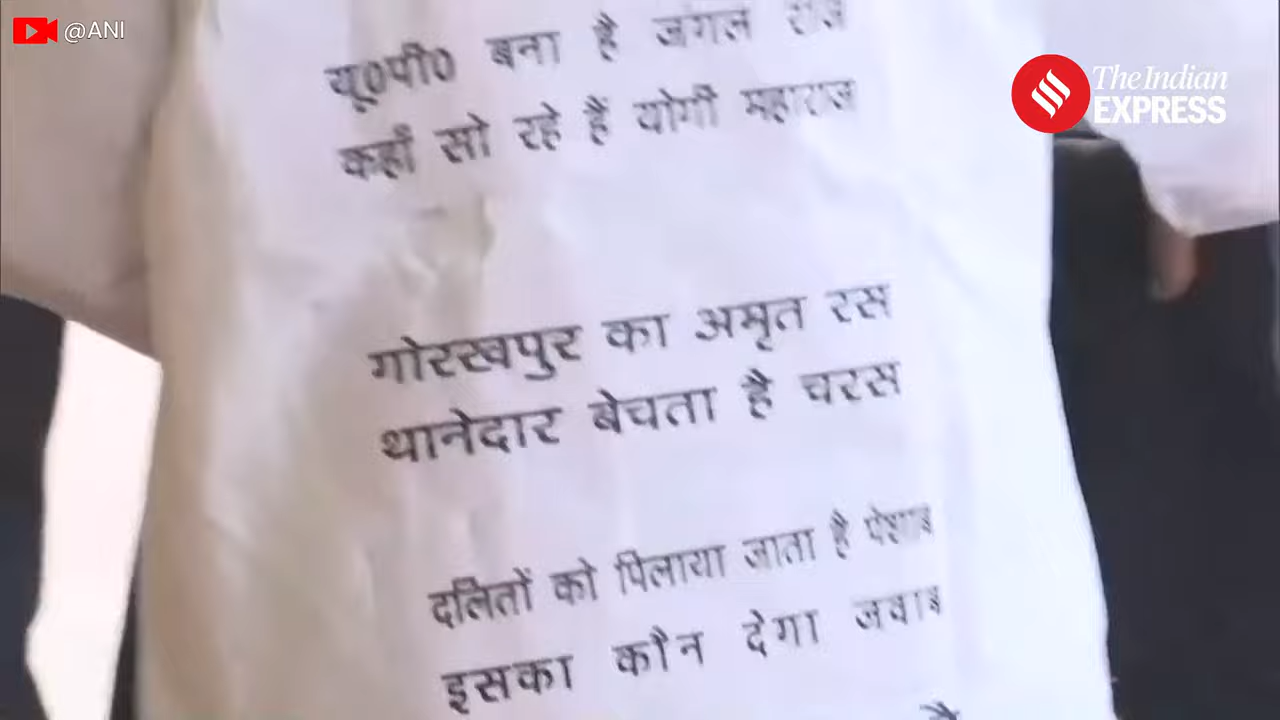 @ANI
The Indian
EXPRESS
यू0पी0 बना है जंगल राज
कहाँ सो रहे हैं योगी महाराज
गोरखपुर का अमृत रस
थानेदार बेचता है चरस
दलितों को पिलाया जाता है पेशाब
इसका कौन देगा जवाब
है